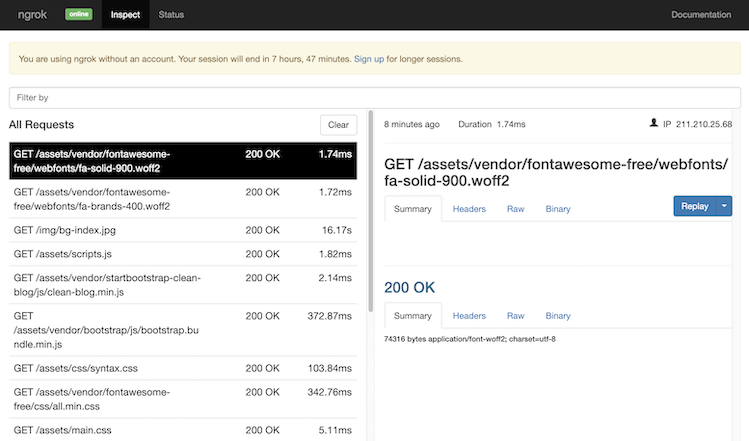 ngrok online Inspect Status Documentation
You are using ngrok without an account. Your session will end in 7 hours, 47 minutes. Sign up for longer sessions.
Filter by
All Requests Clear
GET /assets/vendor/fontawesome-
free/webfonts/fa-solid-900.woff2 200 OK 1.74ms
GET /assets/vendor/fontawesome-
free/webfonts/fa-brands-400.woff2 200 OK 1.72ms
GET /img/bg-index.jpg 200 OK 16.17s
GET /assets/scripts.js 200 OK 1.82ms
GET /assets/vendor/startbootstrap-clean-
blog/js/clean-blog.min.js 200 OK 2.14ms
GET
/assets/vendor/bootstrap/js/bootstrap.bu
ndle.min.js 200 OK 372.87ms
GET /assets/css/syntax.css 200 OK 103.84ms
GET /assets/vendor/fontawesome-
free/css/all.min.css 200 OK 342.76ms
GET /assets/main.css 200 OK 5.11ms
8 minutes ago Duration 1.74ms IP 211.210.25.68
GET /assets/vendor/fontawesome-free/webfonts/
fa-solid-900.woff2
Summary Headers Raw Binary Replay
200 OK
Summary Headers Raw Binary
74316 bytes application/font-woff2; charset=utf-8